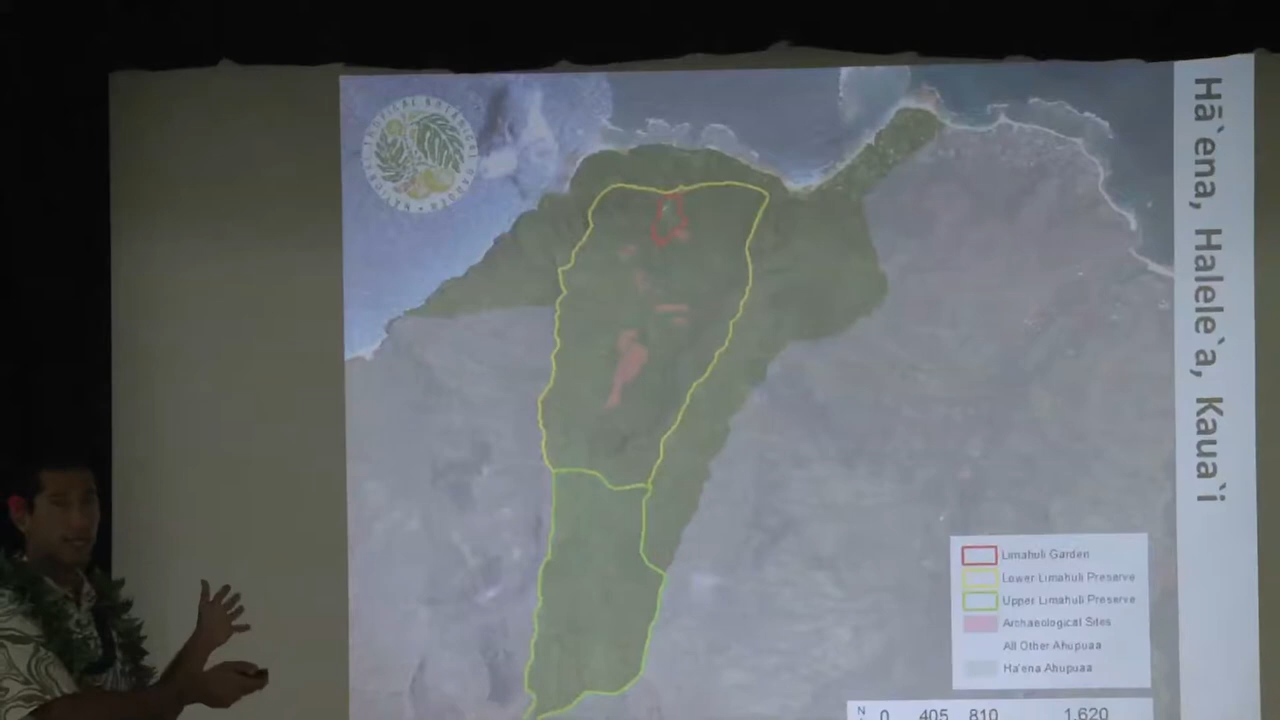 Hā`ena, Halele`a, Kaua`i
Limahuli Garden
Lower Limahuli Preserve
Upper Limahuli Preserve
Archaeological Sites
All Other Ahupuaa
Ha'ena Ahupuaa
N
0 405 810 1,620